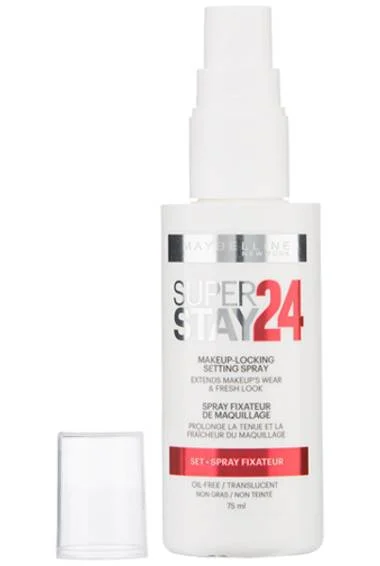 MAYBELLINE
NEW YORK
SUPER
STAY24
MAKEUP-LOCKING
SETTING SPRAY
EXTENDS MAKEUP'S WEAR
& FRESH LOOK
SPRAY FIXATEUR
DE MAQUILLAGE
PROLONGE LA TENUE ET LA
FRAÎCHEUR DU MAQUILLAGE
SET • SPRAY FIXATEUR
OIL-FREE / TRANSLUCENT
NON GRAS / NON TEINTÉ
75 ml